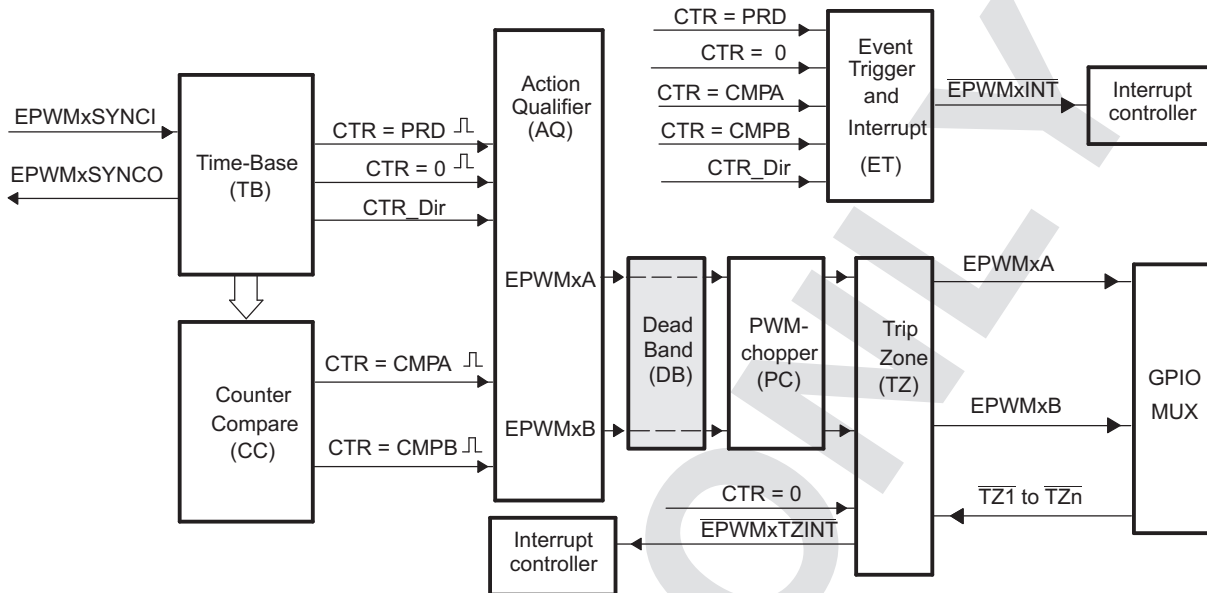 EPWMxSYNCI
EPWMxSYNCO
Time-Base
(TB)
CTR = PRD
CTR = 0
CTR_Dir
Counter
Compare
(CC)
CTR = CMPA
CTR = CMPB
Action
Qualifier
(AQ)
EPWMxA
EPWMxB
CTR = PRD
CTR = 0
CTR = CMPA
CTR = CMPB
CTR_Dir
Event
Trigger
and
Interrupt
(ET)
EPWMxINT
Interrupt
controller
Dead
Band
(DB)
PWM-
chopper
(PC)
Trip
Zone
(TZ)
EPWMxA
EPWMxB
TZ1 to TZn
GPIO
MUX
CTR = 0
EPWMxTZINT
Interrupt
controller
ONLY